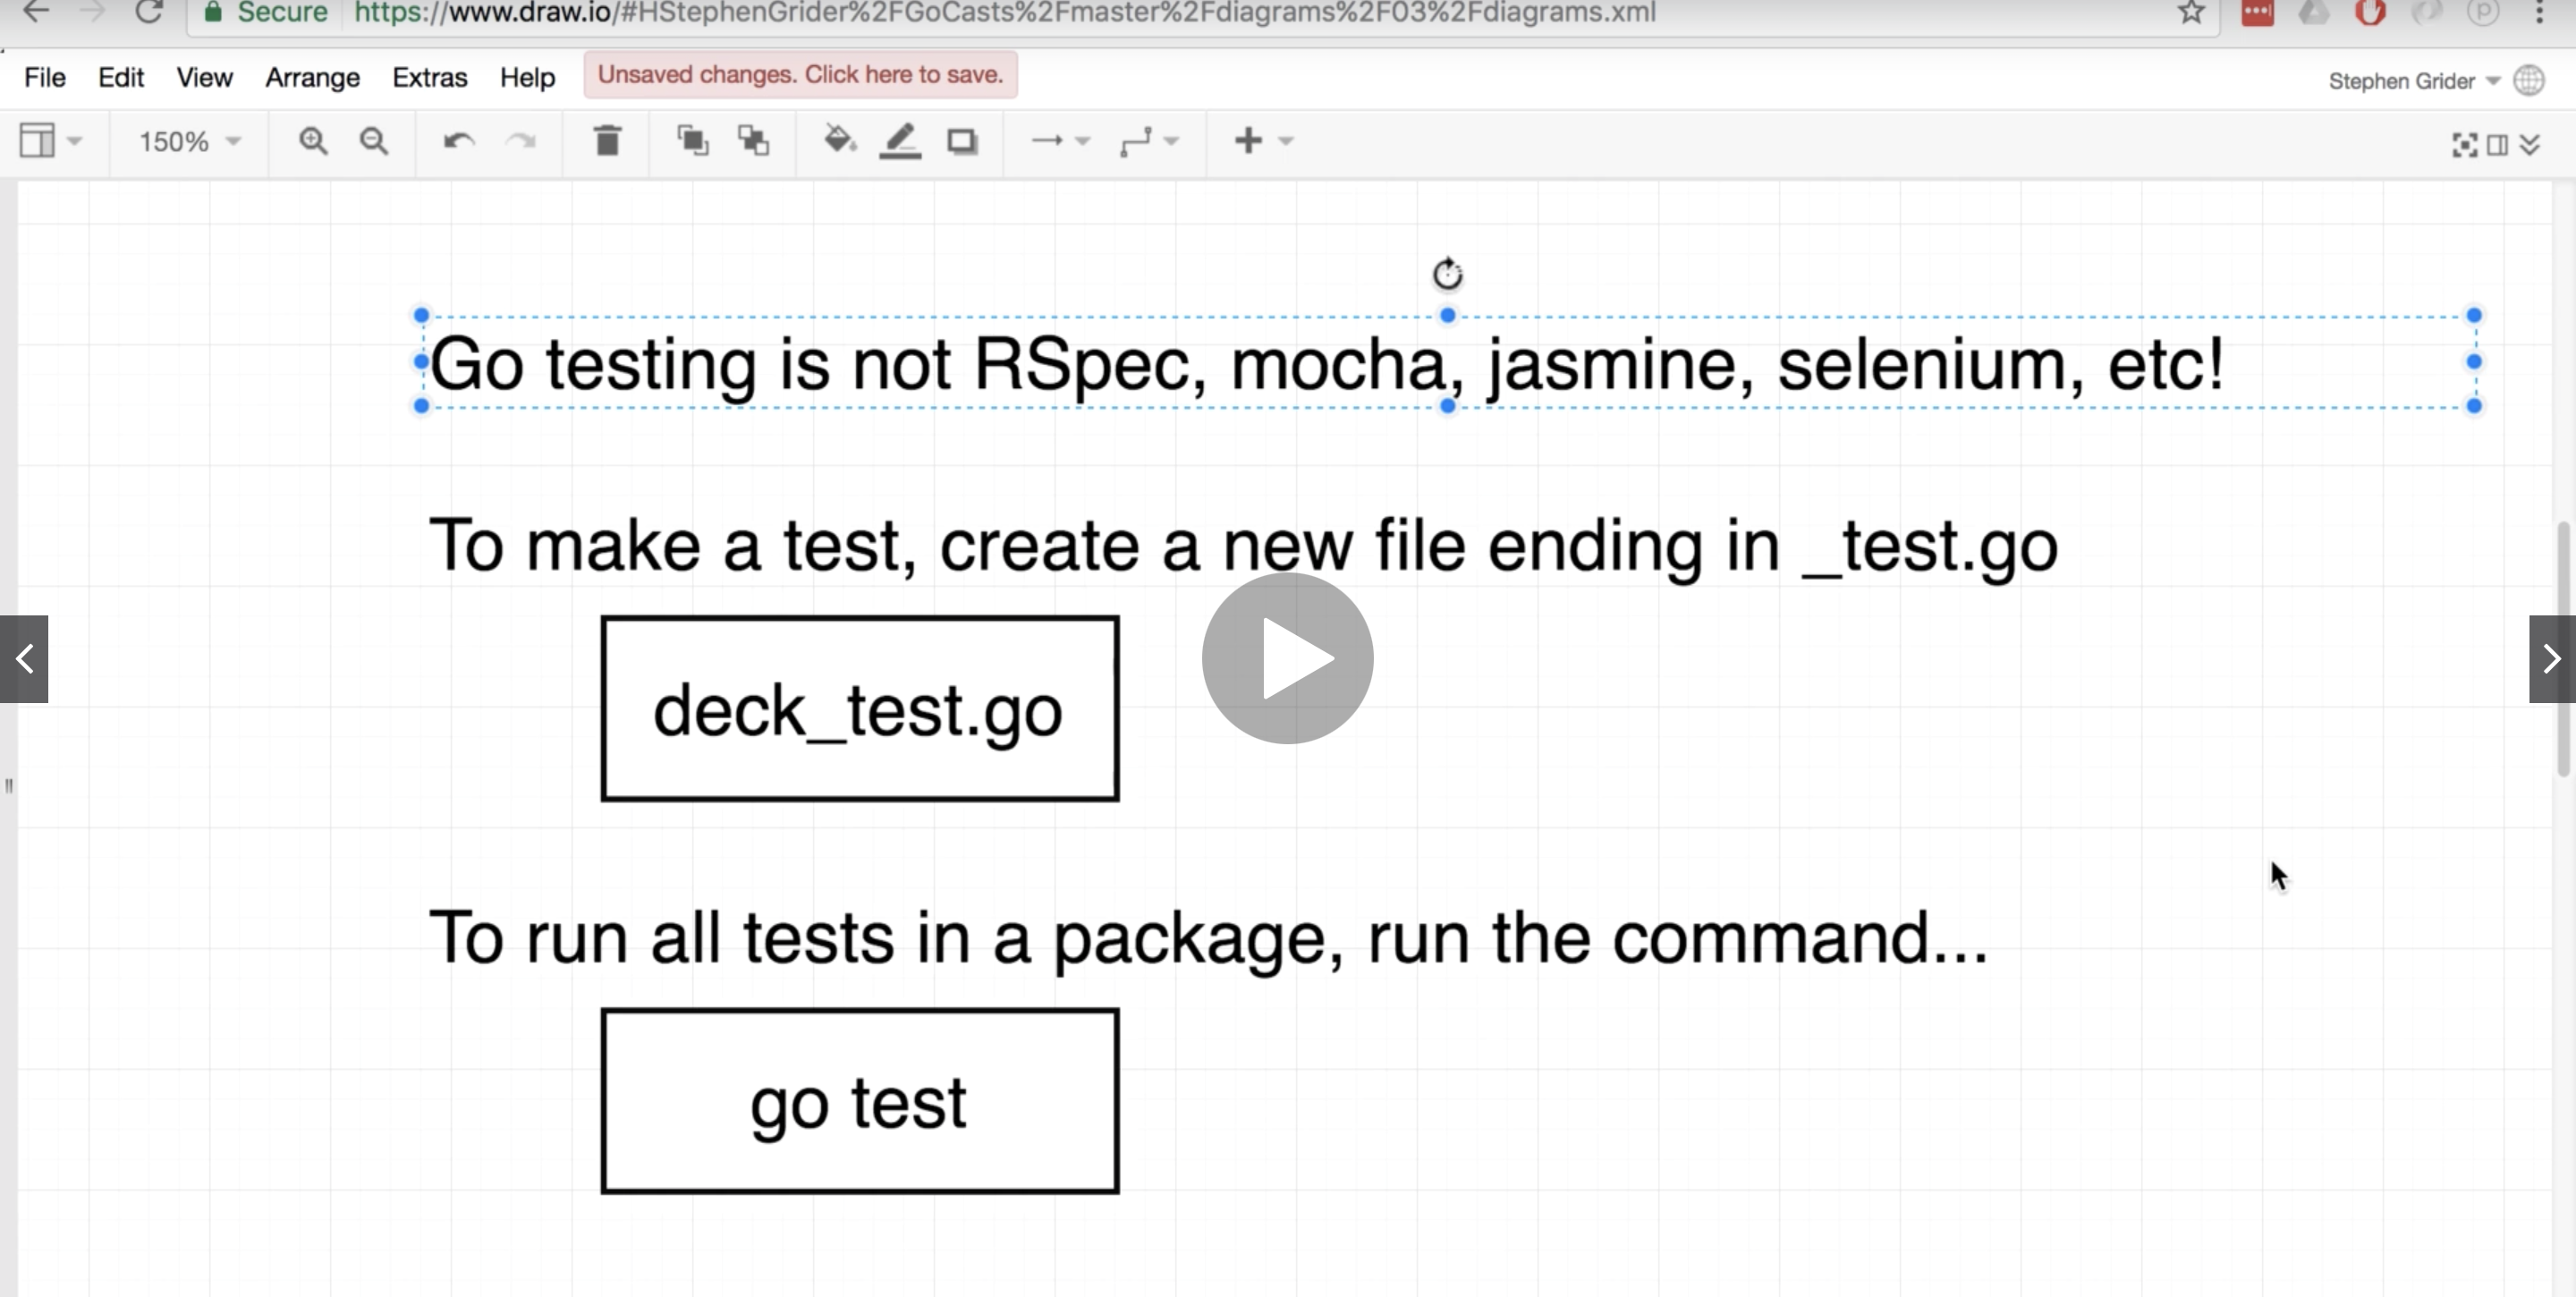 Secure https://www.draw.io/#HStephenGrider%2FGoCasts%2Fmaster%2Fdiagrams%2F03%2Fdiagrams.xml
File Edit View Arrange Extras Help Unsaved changes. Click here to save. Stephen Grider
150%
Go testing is not RSpec, mocha, jasmine, selenium, etc!
To make a test, create a new file ending in _test.go
deck_test.go
To run all tests in a package, run the command...
go test